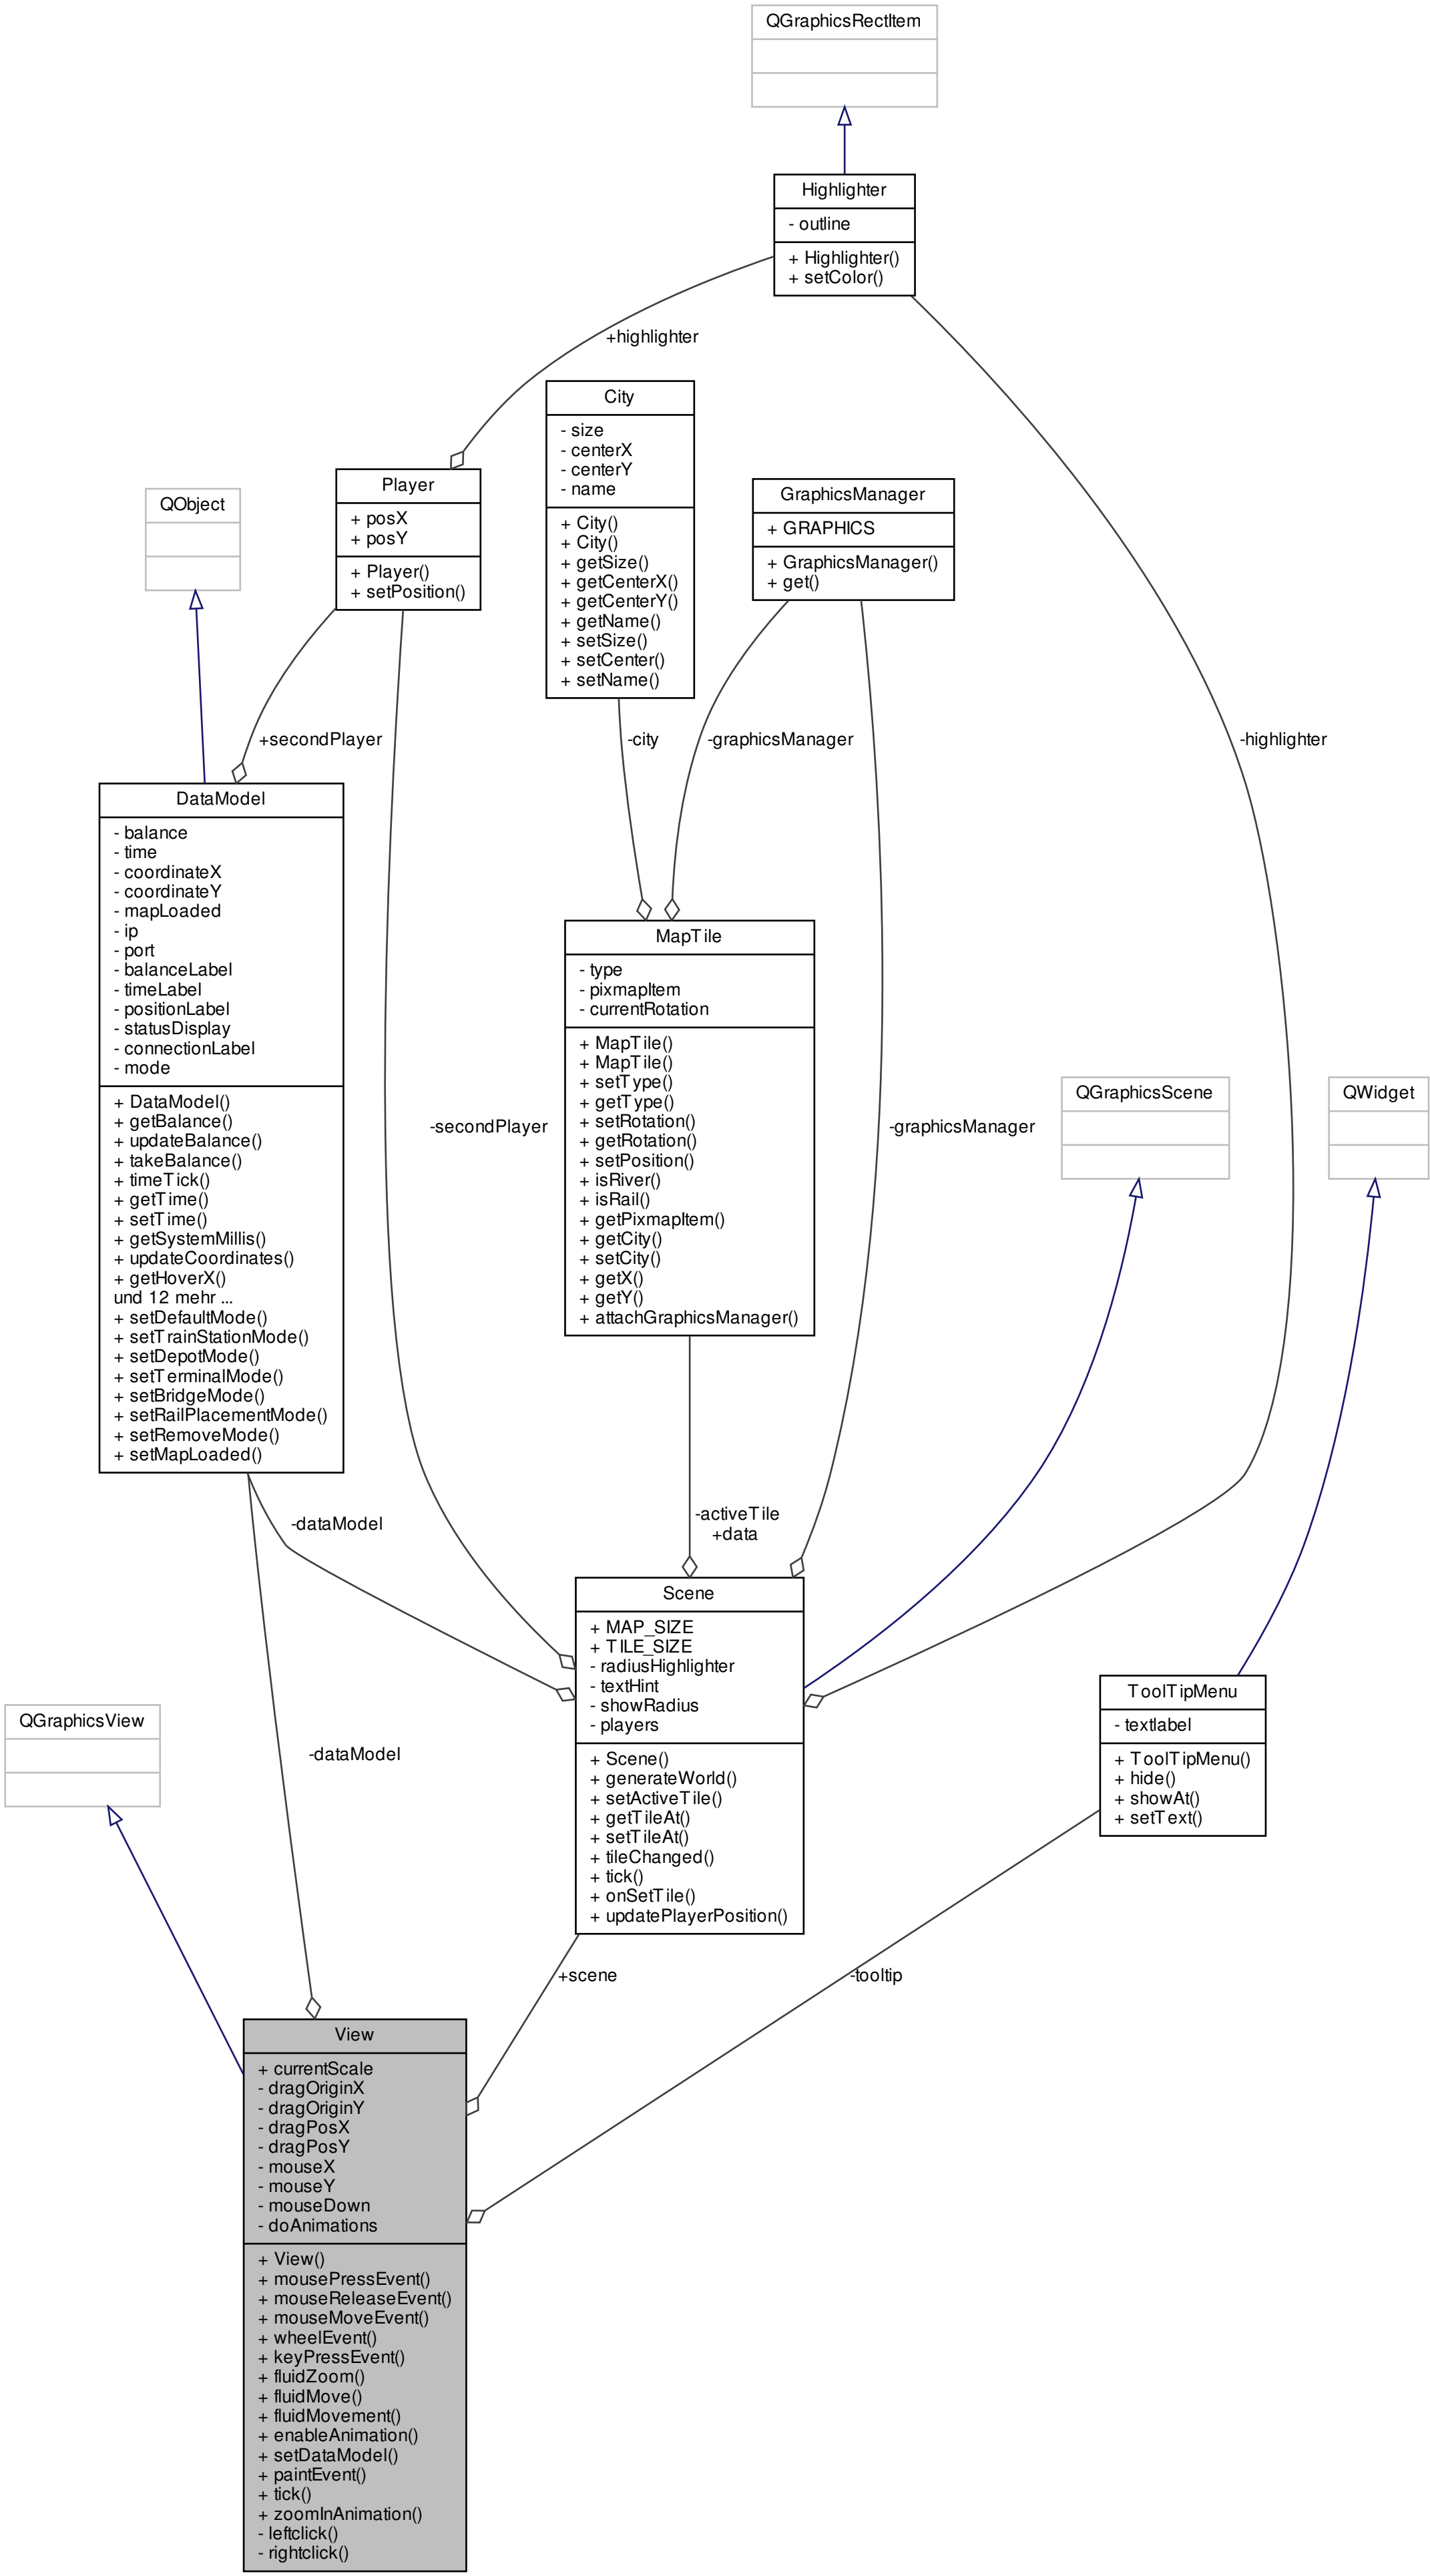 QGraphicsRectItem
Highlighter
- outline
+ Highlighter()
+ setColor()
+highlighter
City
- size
- centerX
- centerY
- name
+ City()
+ City()
+ getSize()
+ getCenterX()
+ getCenterY()
+ getName()
+ setSize()
+ setCenter()
+ setName()
Player
+ posX
+ posY
+ Player()
+ setPosition()
GraphicsManager
+ GRAPHICS
+ GraphicsManager()
+ get()
QObject
+secondPlayer
-city
-graphicsManager
-highlighter
DataModel
- balance
- time
- coordinateX
- coordinateY
- mapLoaded
- ip
- port
- balanceLabel
- timeLabel
- positionLabel
- statusDisplay
- connectionLabel
- mode
+ DataModel()
+ getBalance()
+ updateBalance()
+ takeBalance()
+ timeTick()
+ getTime()
+ setTime()
+ getSystemMillis()
+ updateCoordinates()
+ getHoverX()
und 12 mehr ...
+ setDefaultMode()
+ setTrainStationMode()
+ setDepotMode()
+ setTerminalMode()
+ setBridgeMode()
+ setRailPlacementMode()
+ setRemoveMode()
+ setMapLoaded()
MapTile
- type
- pixmapItem
- currentRotation
+ MapTile()
+ MapTile()
+ setType()
+ getType()
+ setRotation()
+ getRotation()
+ setPosition()
+ isRiver()
+ isRail()
+ getPixmapItem()
+ getCity()
+ setCity()
+ getX()
+ getY()
+ attachGraphicsManager()
-secondPlayer
-graphicsManager
QGraphicsScene
QWidget
-dataModel
-activeTile
+data
Scene
+ MAP_SIZE
+ TILE_SIZE
- radiusHighlighter
- textHint
- showRadius
- players
+ Scene()
+ generateWorld()
+ setActiveTile()
+ getTileAt()
+ setTileAt()
+ tileChanged()
+ tick()
+ onSetTile()
+ updatePlayerPosition()
ToolTipMenu
- textlabel
+ ToolTipMenu()
+ hide()
+ showAt()
+ setText()
QGraphicsView
-dataModel
+scene
-tooltip
View
+ currentScale
- dragOriginX
- dragOriginY
- dragPosX
- dragPosY
- mouseX
- mouseY
- mouseDown
- doAnimations
+ View()
+ mousePressEvent()
+ mouseReleaseEvent()
+ mouseMoveEvent()
+ wheelEvent()
+ keyPressEvent()
+ fluidZoom()
+ fluidMove()
+ fluidMovement()
+ enableAnimation()
+ setDataModel()
+ paintEvent()
+ tick()
+ zoomInAnimation()
- leftclick()
- rightclick()